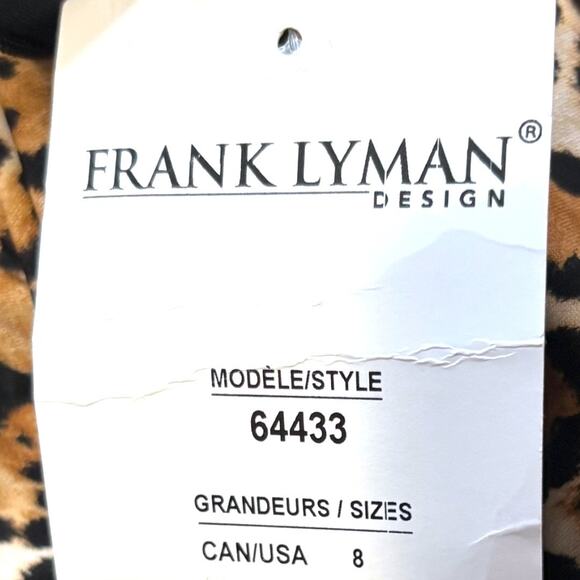 FRANK LYMAN®
DESIGN
MODÈLE/STYLE
64433
GRANDEURS / SIZES
CAN/USA 8